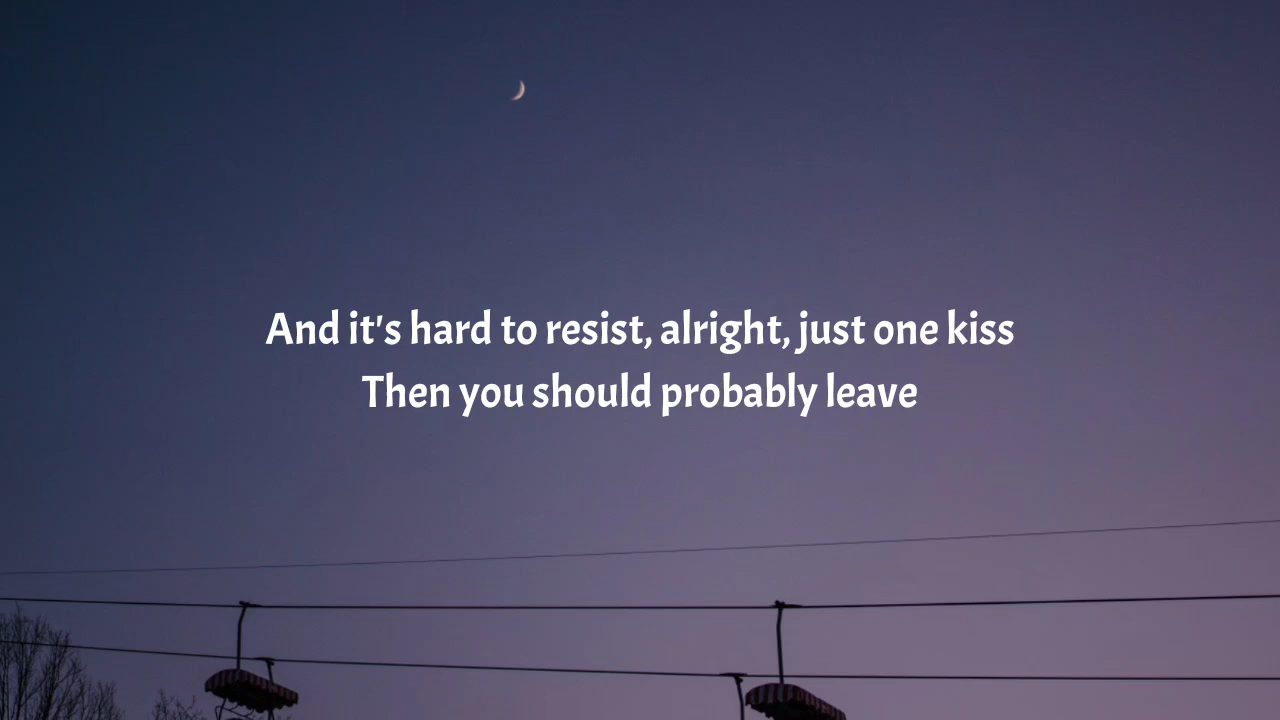 And it's hard to resist, alright, just one kiss
Then you should probably leave